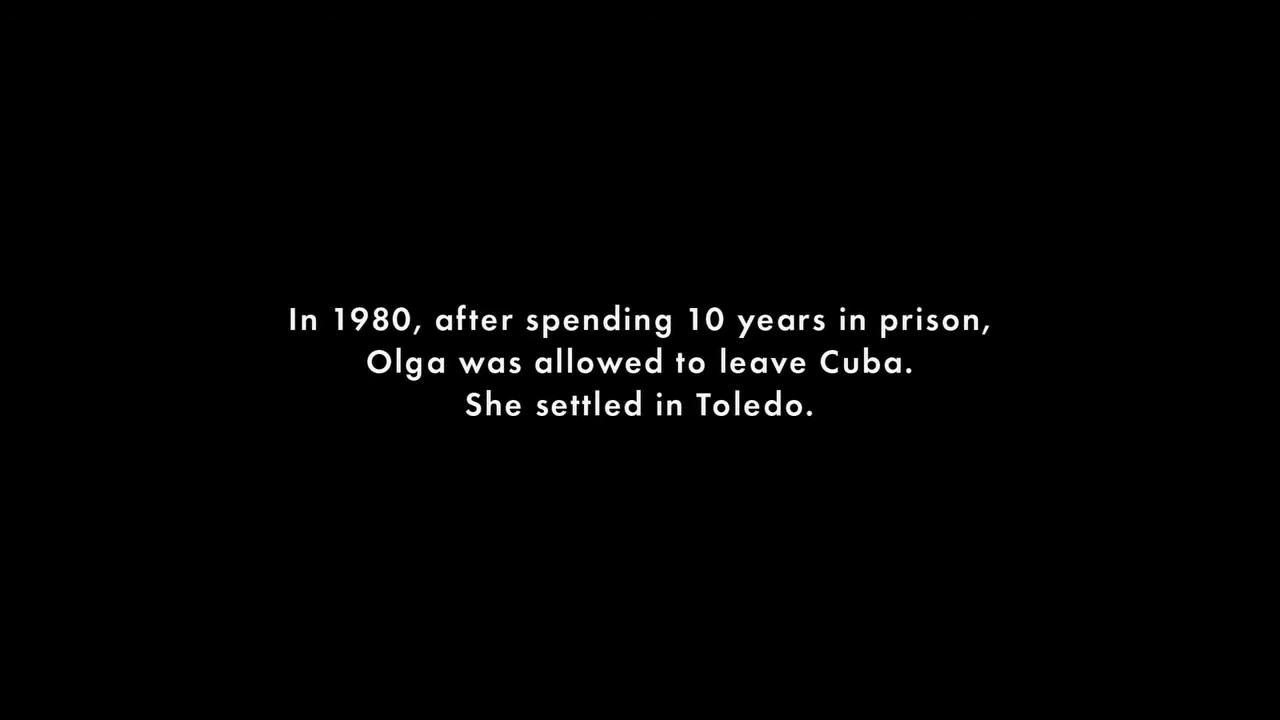 In 1980, after spending 10 years in prison,
Olga was allowed to leave Cuba.
She settled in Toledo.